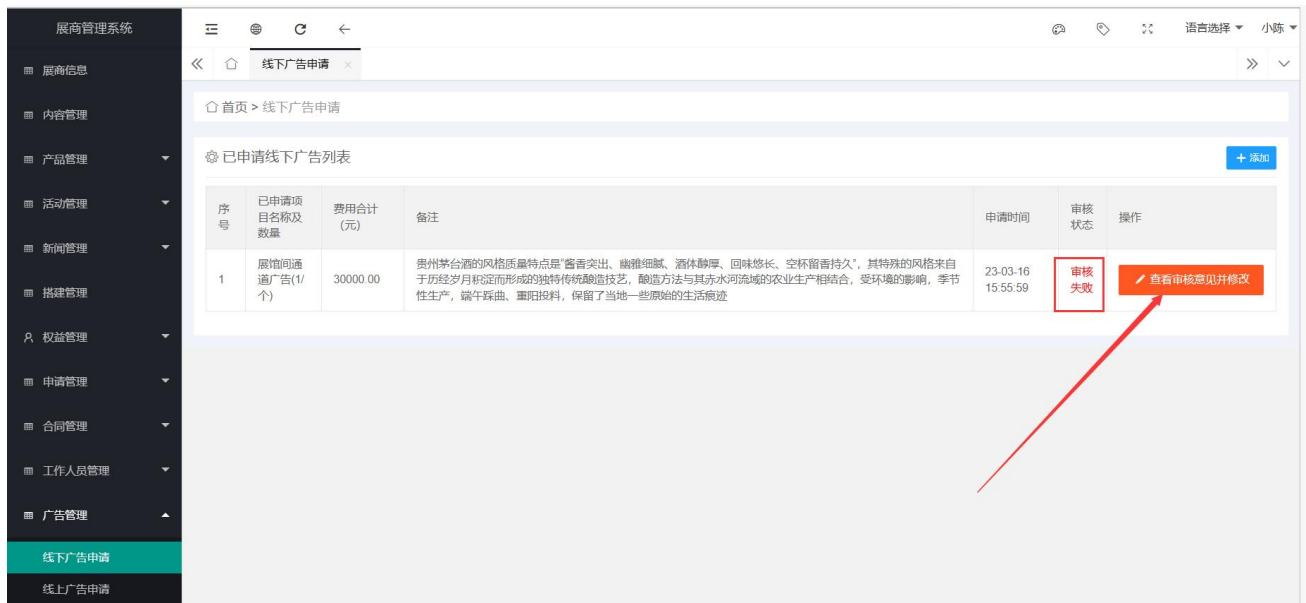 展商管理系统
语言选择
小陈
展商信息
线下广告申请
内容管理
首页 > 线下广告申请
产品管理
已申请线下广告列表
添加
活动管理
序
号
已申请项
目名称及
数量
费用合计
(元)
备注
申请时间
审核
状态
操作
新闻管理
1
展馆间通
道广告(1/
个)
30000.00
贵州茅台酒的风格质量特点是"酱香突出、幽雅细腻、酒体醇厚、回味悠长、空杯留香持久"，其特殊的风格来自
于历经岁月积淀而形成的独特传统酿造技艺，酿造方法与其赤水河流域的农业生产相结合，受环境的影响，季节
性生产，端午踩曲、重阳投料，保留了当地一些原始的生活痕迹
23-03-16
15:55:59
审核
失败
查看审核意见并修改
搭建管理
权益管理
申请管理
合同管理
工作人员管理
广告管理
线下广告申请
线上广告申请